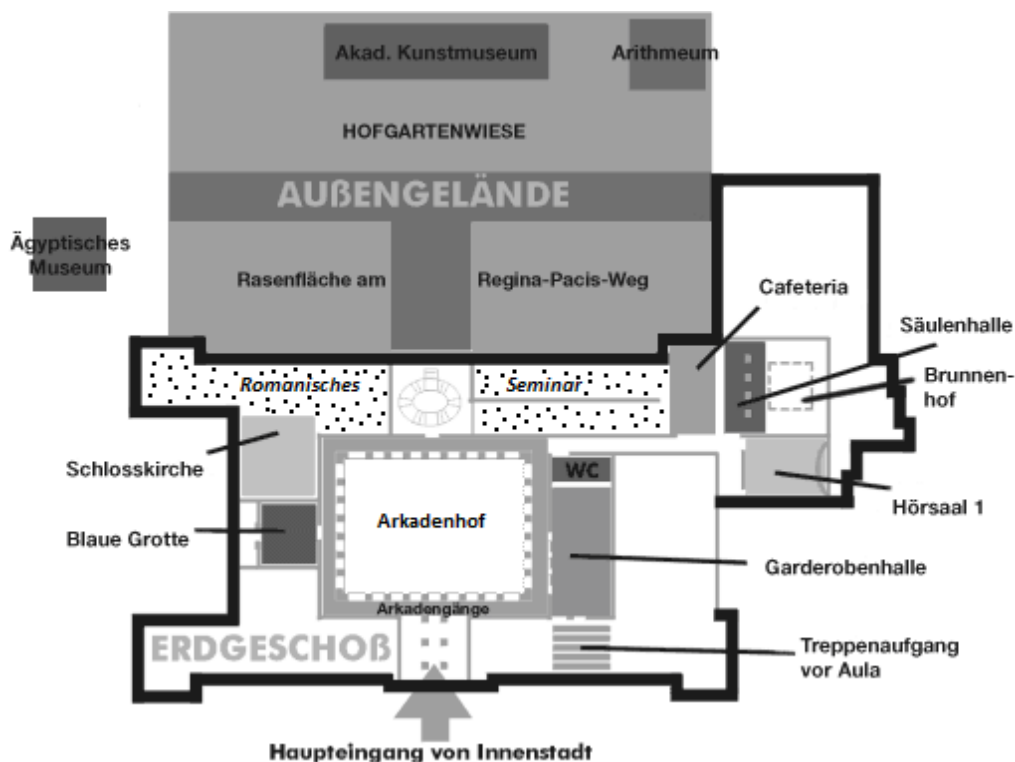 Akad. Kunstmuseum
Arithmeum
HOFGARTENWIESE
AUßENGELÄNDE
Ägyptisches
Museum
Rasenfläche am
Regina-Pacis-Weg
Cafeteria
Säulenhalle
Brunnen-
hof
Romanisches
Seminar
Schlosskirche
WC
Hörsaal 1
Arkadenhof
Blaue Grotte
Garderobenhalle
Arkadengänge
ERDGESCHOß
Treppenaufgang
vor Aula
Haupteingang von Innenstadt